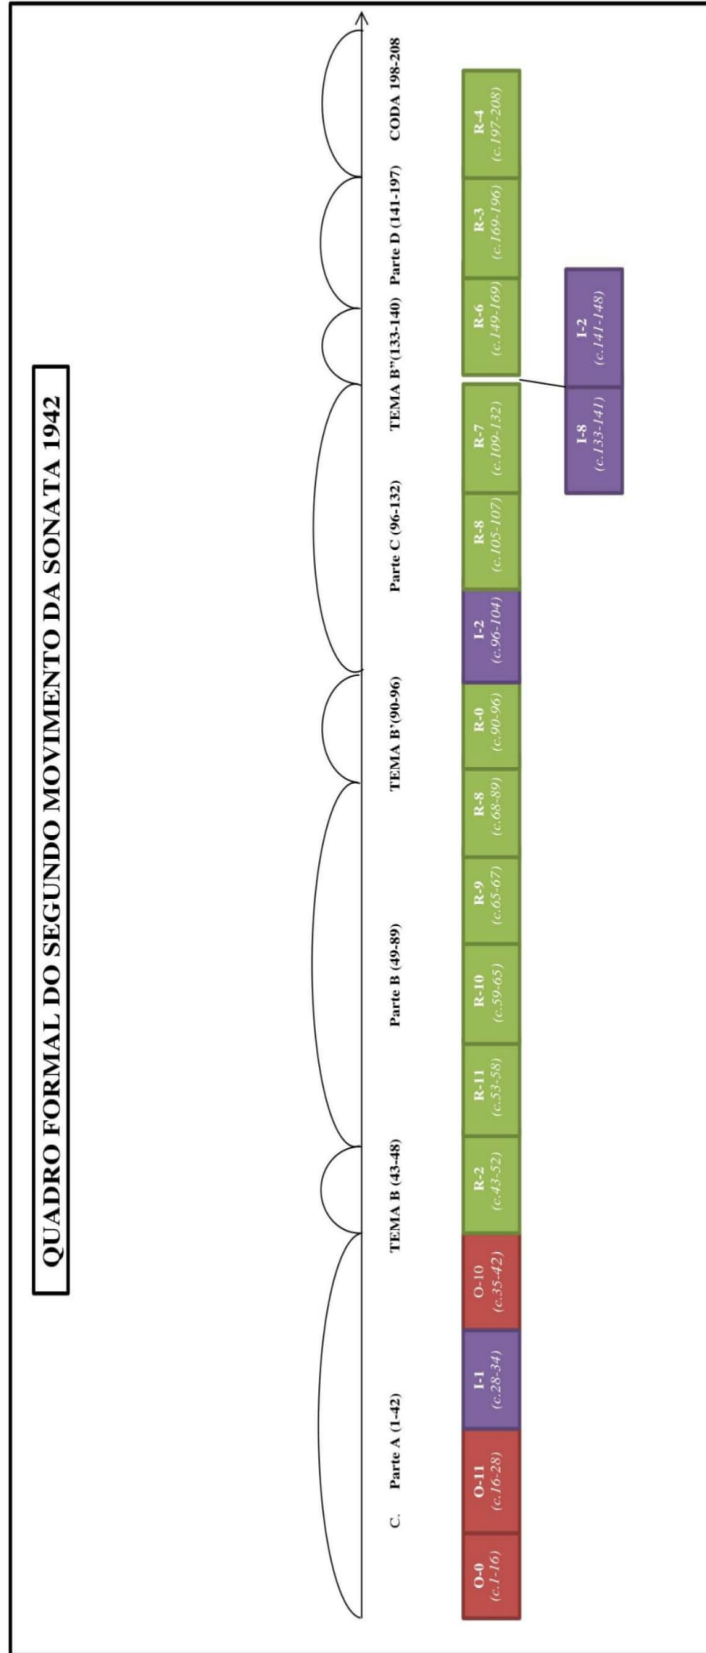 QUADRO FORMAL DO SEGUNDO MOVIMENTO DA SONATA 1942
C. Parte A (1-42) TEMA B (43-48) Parte B (49-89) TEMA B'(90-96) Parte C (96-132) TEMA B"(133-140) Parte D (141-197) CODA 198-208
O-0 O-11 I-1 O-10 R-2 R-11 R-10 R-9 R-8 R-0 I-2 R-8 R-7 R-6 R-3 R-4
(c.1-16) (c.16-28) (c.28-34) (c.35-42) (c.43-52) (c.53-58) (c.59-65) (c.65-67) (c.68-89) (c.90-96) (c.96-104) (c.105-107) (c.109-132) (c.149-169) (c.169-196) (c.197-208)
I-8 I-2
(c.133-141) (c.141-148)